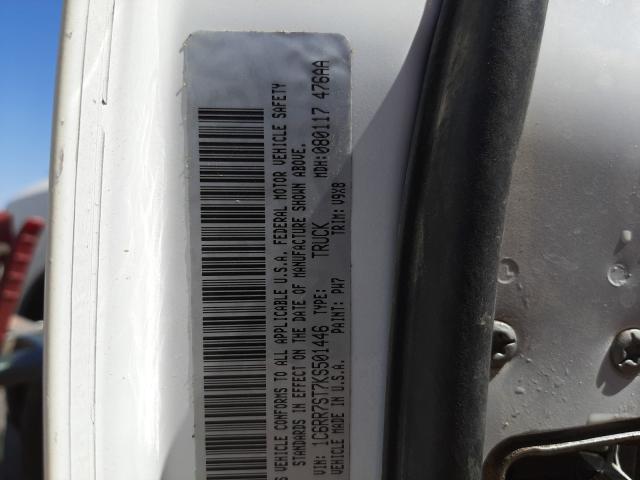 VEHICLE CONFORMS TO ALL APPLICABLE U.S.A. FEDERAL MOTOR VEHICLE SAFETY
STANDARDS IN EFFECT ON THE DATE OF MANUFACTURE SHOWN ABOVE.
VIN: 1C6RR7ST7KS501446 TYPE: TRUCK MDH:080117 476AA
VEHICLE MADE IN U.S.A. PAINT: PW7 TRIM: V9X8